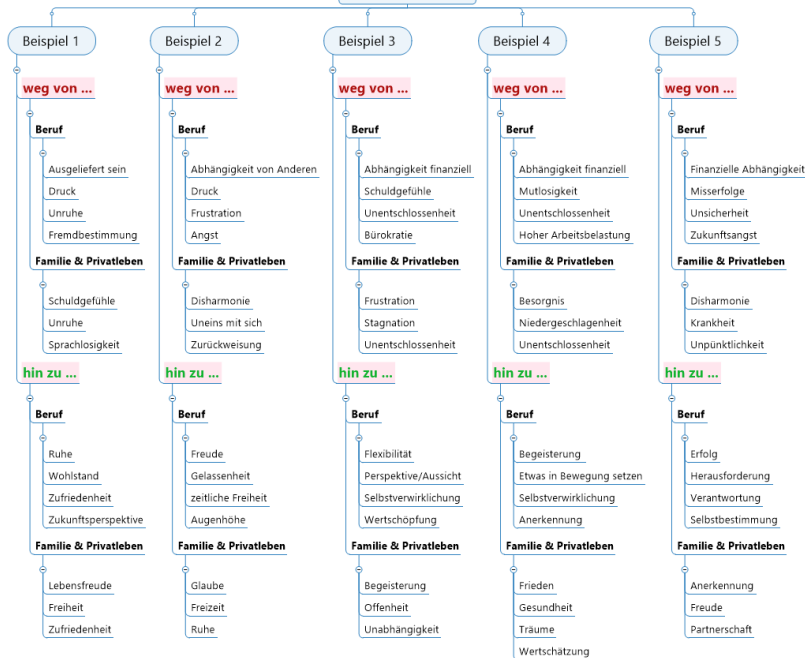 Beispiel 1
weg von ...
Beruf
Ausgeliefert sein
Druck
Unruhe
Fremdbestimmung
Familie & Privatleben
Schuldgefühle
Unruhe
Sprachlosigkeit
hin zu ...
Beruf
Ruhe
Wohlstand
Zufriedenheit
Zukunftsperspektive
Familie & Privatleben
Lebensfreude
Freiheit
Zufriedenheit
Beispiel 2
weg von ...
Beruf
Abhängigkeit von Anderen
Druck
Frustration
Angst
Familie & Privatleben
Disharmonie
Uneins mit sich
Zurückweisung
hin zu ...
Beruf
Freude
Gelassenheit
zeitliche Freiheit
Augenhöhe
Familie & Privatleben
Glaube
Freizeit
Ruhe
Beispiel 3
weg von ...
Beruf
Abhängigkeit finanziell
Schuldgefühle
Unentschlossenheit
Bürokratie
Familie & Privatleben
Frustration
Stagnation
Unentschlossenheit
hin zu ...
Beruf
Flexibilität
Perspektive/Aussicht
Selbstverwirklichung
Wertschöpfung
Familie & Privatleben
Begeisterung
Offenheit
Unabhängigkeit
Beispiel 4
weg von ...
Beruf
Abhängigkeit finanziell
Mutlosigkeit
Unentschlossenheit
Hoher Arbeitsbelastung
Familie & Privatleben
Besorgnis
Niedergeschlagenheit
Unentschlossenheit
hin zu ...
Beruf
Begeisterung
Etwas in Bewegung setzen
Selbstverwirklichung
Anerkennung
Familie & Privatleben
Frieden
Gesundheit
Träume
Wertschätzung
Beispiel 5
weg von ...
Beruf
Finanzielle Abhängigkeit
Misserfolge
Unsicherheit
Zukunftsangst
Familie & Privatleben
Disharmonie
Krankheit
Unpünktlichkeit
hin zu ...
Beruf
Erfolg
Herausforderung
Verantwortung
Selbstbestimmung
Familie & Privatleben
Anerkennung
Freude
Partnerschaft